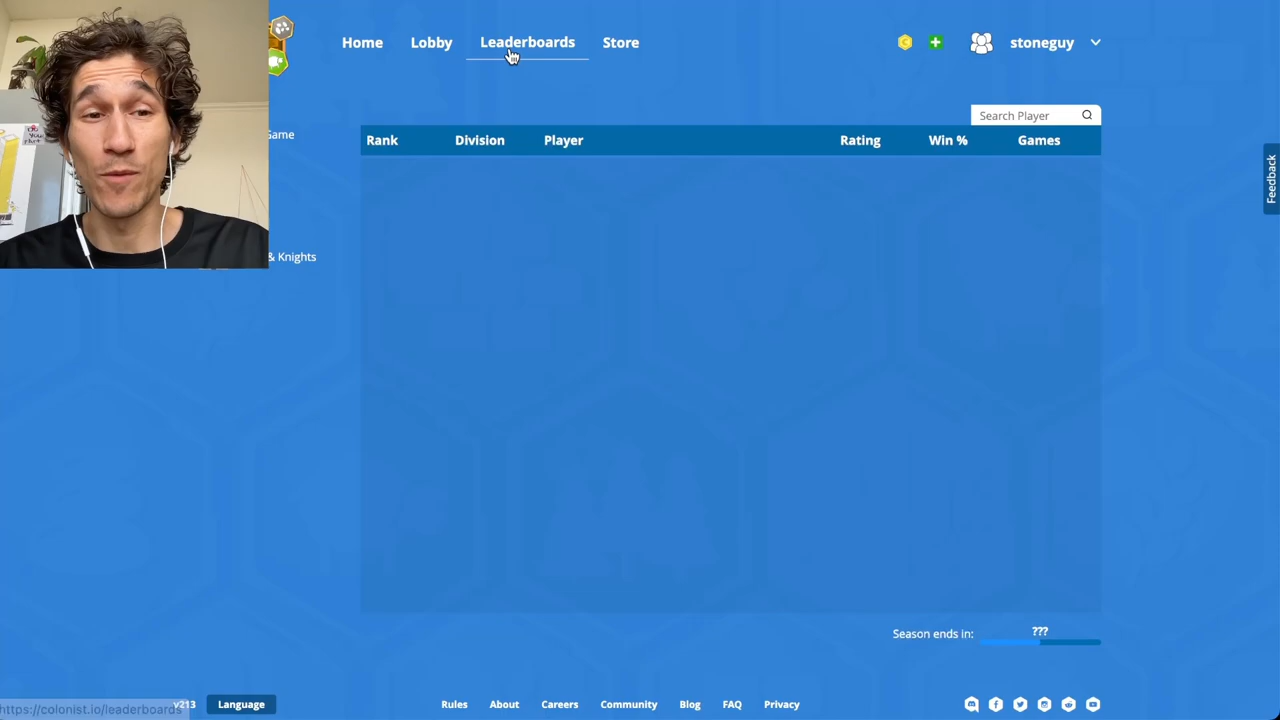 Home Lobby Leaderboards Store
stoneguy
Game
Search Player
Rank Division Player Rating Win % Games
Feedback
& Knights
Season ends in: ???
https://colonist.io/leaderboards
v213 Language Rules About Careers Community Blog FAQ Privacy